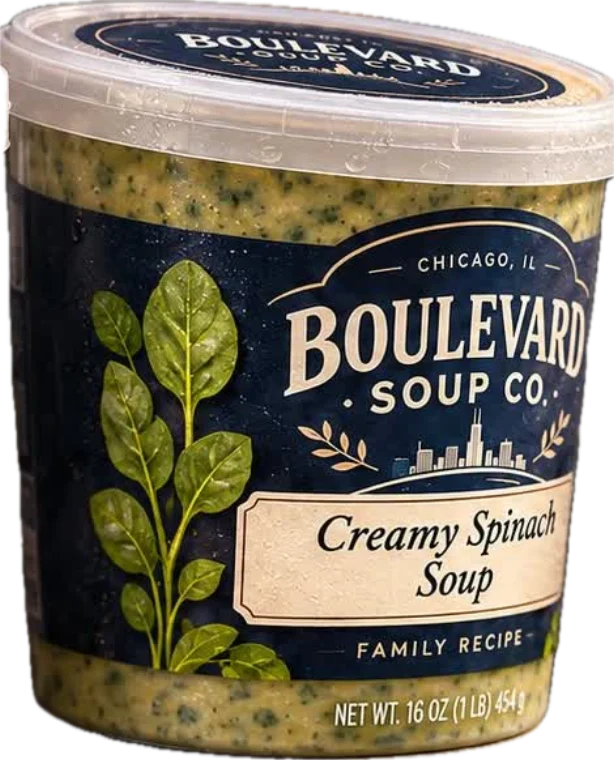 BOULEVARD
SOUP CO.
CHICAGO, IL
BOULEVARD
· SOUP CO. ·
Creamy Spinach
Soup
FAMILY RECIPE
NET WT. 16 OZ (1 LB) 454 g